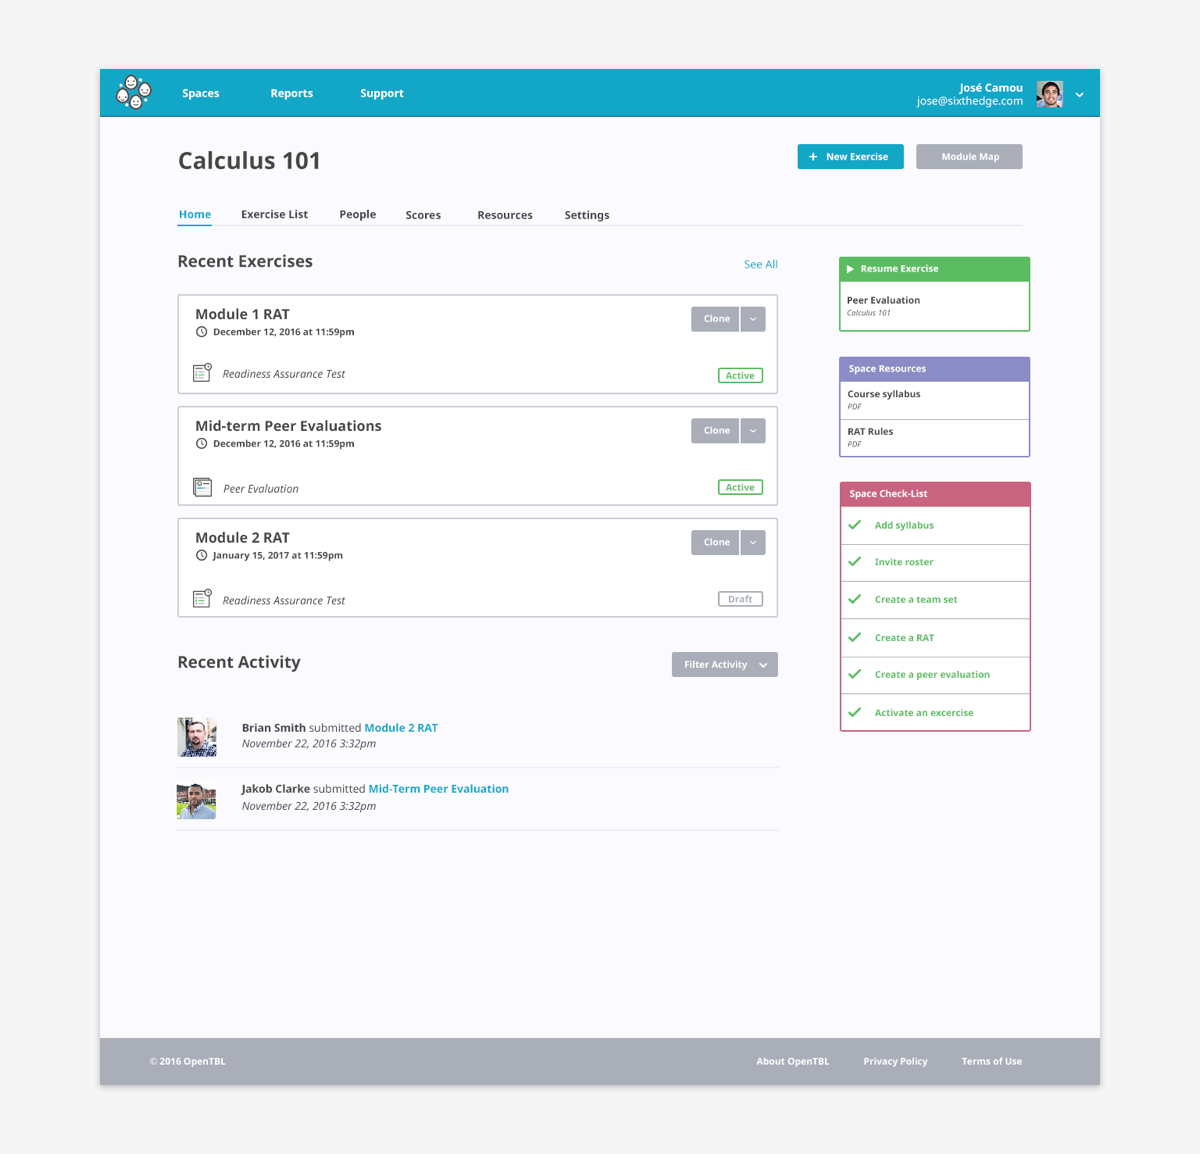 Spaces
Reports
Support
José Camou
jose@sixthedge.com
Calculus 101
+ New Exercise
Module Map
Home
Exercise List
People
Scores
Resources
Settings
Recent Exercises
See All
Module 1 RAT
December 12, 2016 at 11:59pm
Clone
Readiness Assurance Test
Active
Mid-term Peer Evaluations
December 12, 2016 at 11:59pm
Clone
Peer Evaluation
Active
Module 2 RAT
January 15, 2017 at 11:59pm
Clone
Readiness Assurance Test
Draft
Recent Activity
Filter Activity
Brian Smith submitted Module 2 RAT
November 22, 2016 3:32pm
Jakob Clarke submitted Mid-Term Peer Evaluation
November 22, 2016 3:32pm
Resume Exercise
Peer Evaluation
Calculus 101
Space Resources
Course syllabus
PDF
RAT Rules
PDF
Space Check-List
Add syllabus
Invite roster
Create a team set
Create a RAT
Create a peer evaluation
Activate an excercise
© 2016 OpenTBL
About OpenTBL
Privacy Policy
Terms of Use